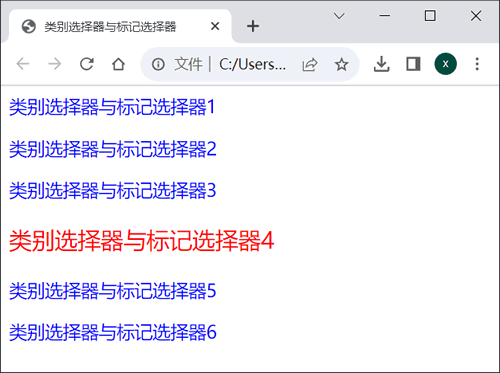 类别选择器与标记选择器
文件 | C:/Users... X
类别选择器与标记选择器1
类别选择器与标记选择器2
类别选择器与标记选择器3
类别选择器与标记选择器4
类别选择器与标记选择器5
类别选择器与标记选择器6